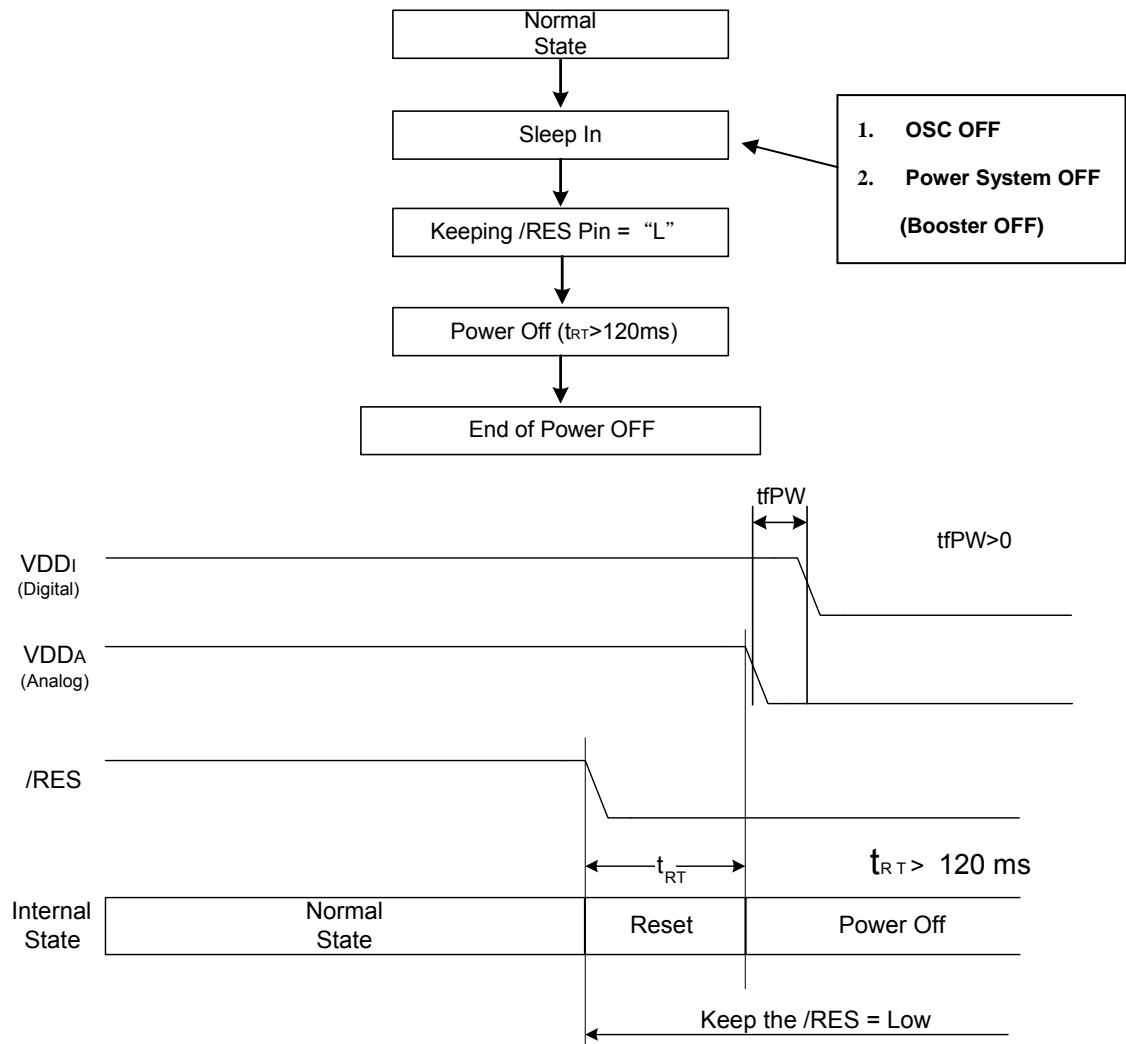 Normal
State
Sleep In
1. OSC OFF
2. Power System OFF
(Booster OFF)
Keeping /RES Pin = “L”
Power Off (tRT>120ms)
End of Power OFF
tfPW
tfPW>0
VDDI
(Digital)
VDDA
(Analog)
/RES
tRT
tRT > 120 ms
Internal
State
Normal
State
Reset
Power Off
Keep the /RES = Low